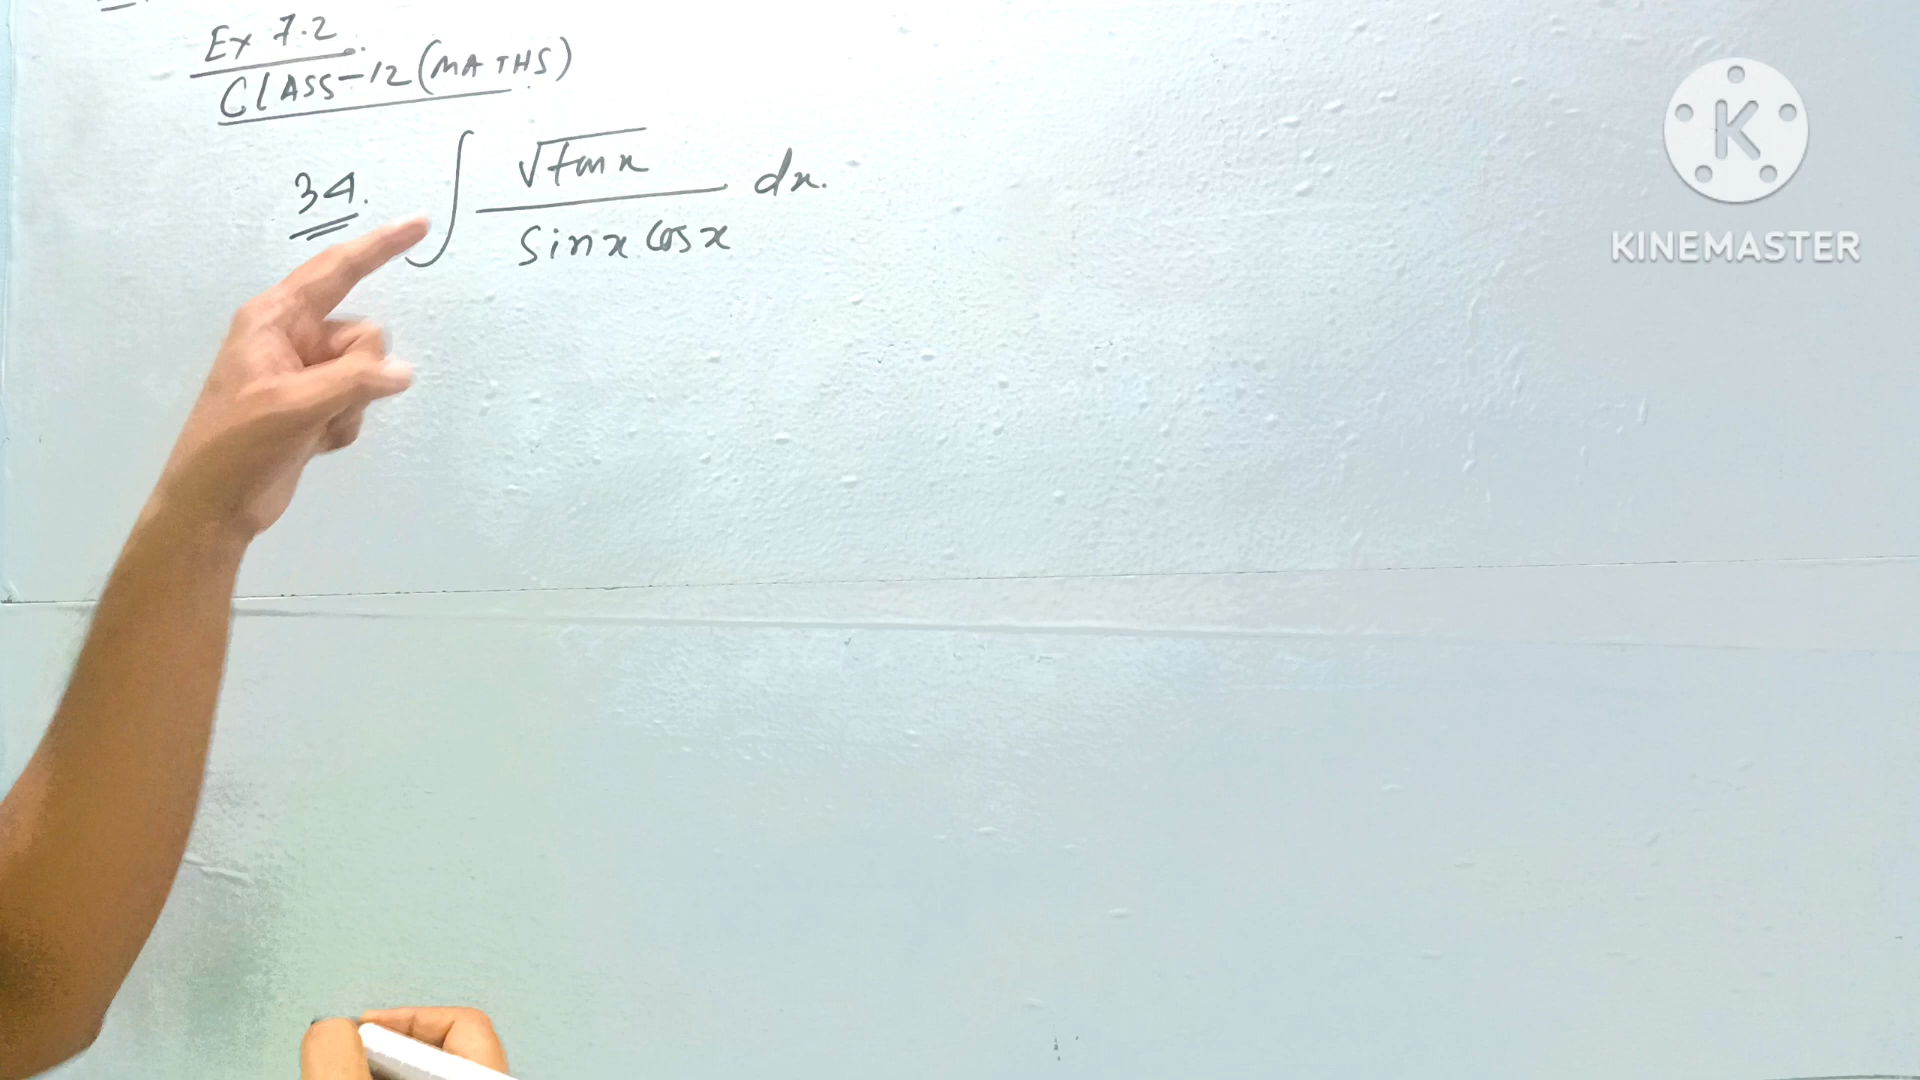 Ex 7.2
CLASS-12 (MATHS)
34. ∫ √tan x / sin x cos x dx.
K
KINEMASTER